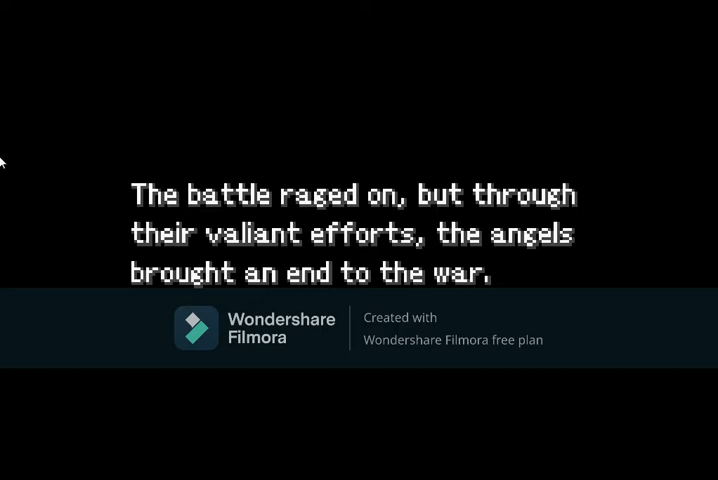 The battle raged on, but through
their valiant efforts, the angels
brought an end to the war.
Wondershare
Filmora
Created with
Wondershare Filmora free plan